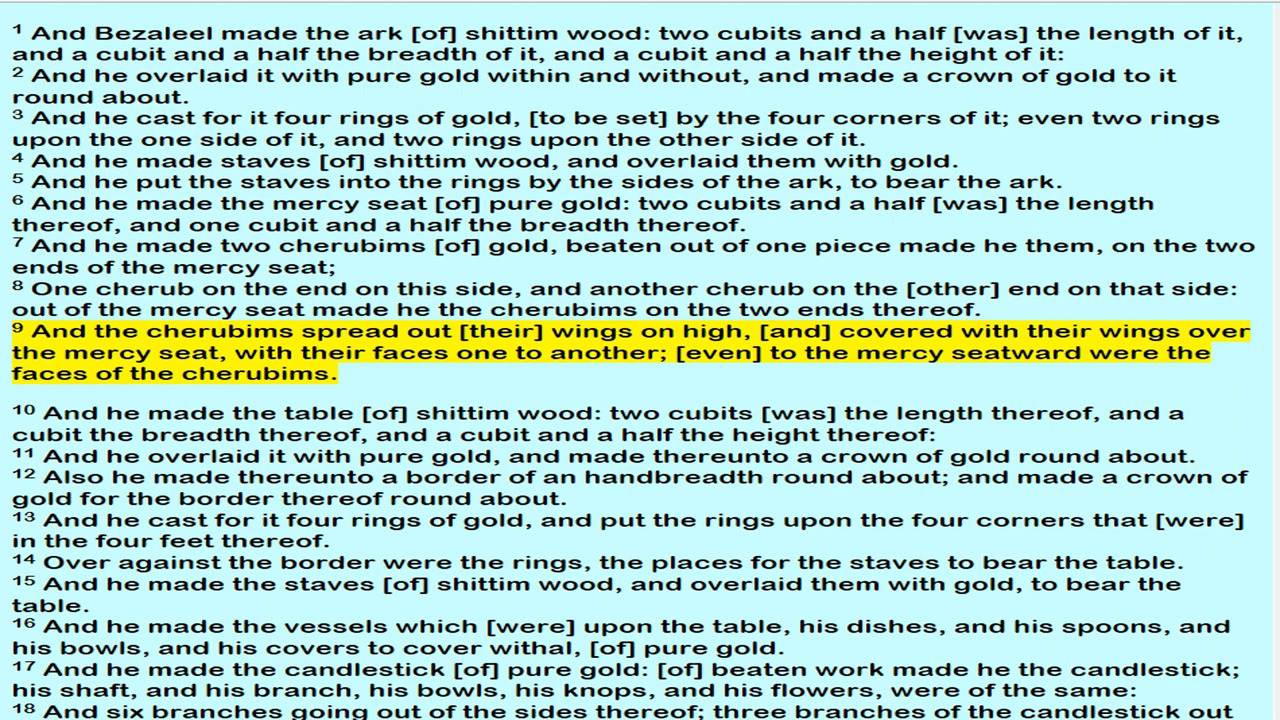 1 And Bezaleel made the ark [of] shittim wood: two cubits and a half [was] the length of it,
and a cubit and a half the breadth of it, and a cubit and a half the height of it:
2 And he overlaid it with pure gold within and without, and made a crown of gold to it
round about.
3 And he cast for it four rings of gold, [to be set] by the four corners of it; even two rings
upon the one side of it, and two rings upon the other side of it.
4 And he made staves [of] shittim wood, and overlaid them with gold.
5 And he put the staves into the rings by the sides of the ark, to bear the ark.
6 And he made the mercy seat [of] pure gold: two cubits and a half [was] the length
thereof, and one cubit and a half the breadth thereof.
7 And he made two cherubims [of] gold, beaten out of one piece made he them, on the two
ends of the mercy seat;
8 One cherub on the end on this side, and another cherub on the [other] end on that side:
out of the mercy seat made he the cherubims on the two ends thereof.
9 And the cherubims spread out [their] wings on high, [and] covered with their wings over
the mercy seat, with their faces one to another; [even] to the mercy seatward were the
faces of the cherubims.
10 And he made the table [of] shittim wood: two cubits [was] the length thereof, and a
cubit the breadth thereof, and a cubit and a half the height thereof:
11 And he overlaid it with pure gold, and made thereunto a crown of gold round about.
12 Also he made thereunto a border of an handbreadth round about; and made a crown of
gold for the border thereof round about.
13 And he cast for it four rings of gold, and put the rings upon the four corners that [were]
in the four feet thereof.
14 Over against the border were the rings, the places for the staves to bear the table.
15 And he made the staves [of] shittim wood, and overlaid them with gold, to bear the
table.
16 And he made the vessels which [were] upon the table, his dishes, and his spoons, and
his bowls, and his covers to cover withal, [of] pure gold.
17 And he made the candlestick [of] pure gold: [of] beaten work made he the candlestick;
his shaft, and his branch, his bowls, his knops, and his flowers, were of the same:
18 And six branches going out of the sides thereof; three branches of the candlestick out